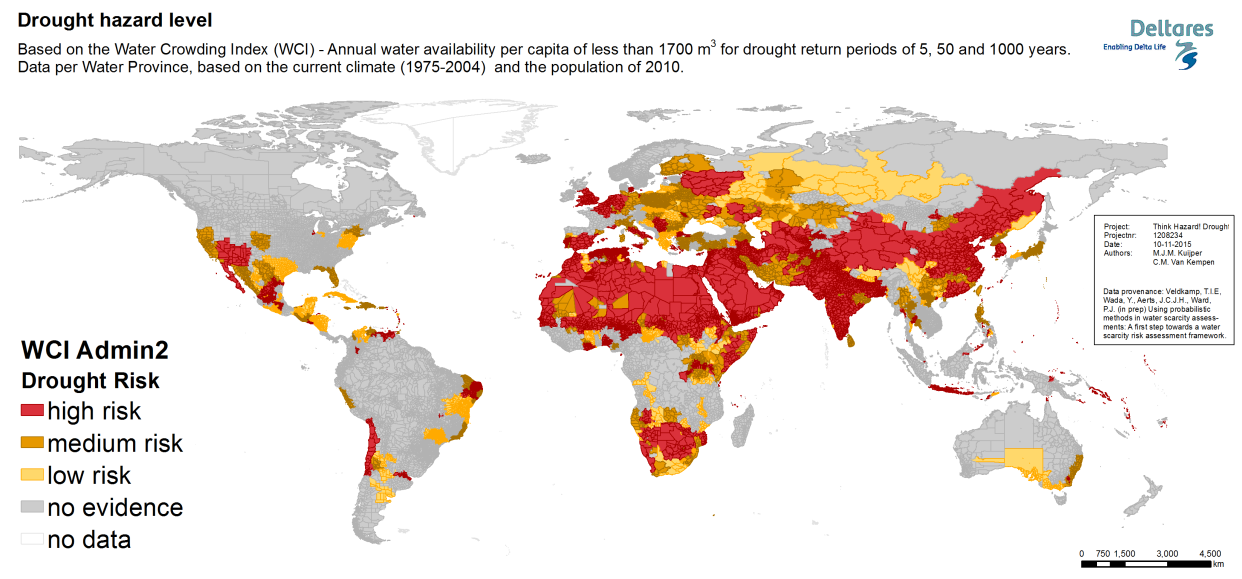 Drought hazard level
Based on the Water Crowding Index (WCI) - Annual water availability per capita of less than 1700 m³ for drought return periods of 5, 50 and 1000 years.
Data per Water Province, based on the current climate (1975-2004) and the population of 2010.
Deltares
Enabling Delta Life
Project: Think Hazard! Drought
Projectnr: 1208234
Date: 10-11-2015
Authors: M.J.M. Kuijper
C.M. Van Kempen
Data provenance: Veldkamp, T.I.E,
Wada, Y., Aerts, J.C.J.H., Ward,
P.J. (in prep) Using probabilistic
methods in water scarcity assess-
ments: A first step towards a water
scarcity risk assessment framework.
WCI Admin2
Drought Risk
high risk
medium risk
low risk
no evidence
no data
0 750 1,500 3,000 4,500
km